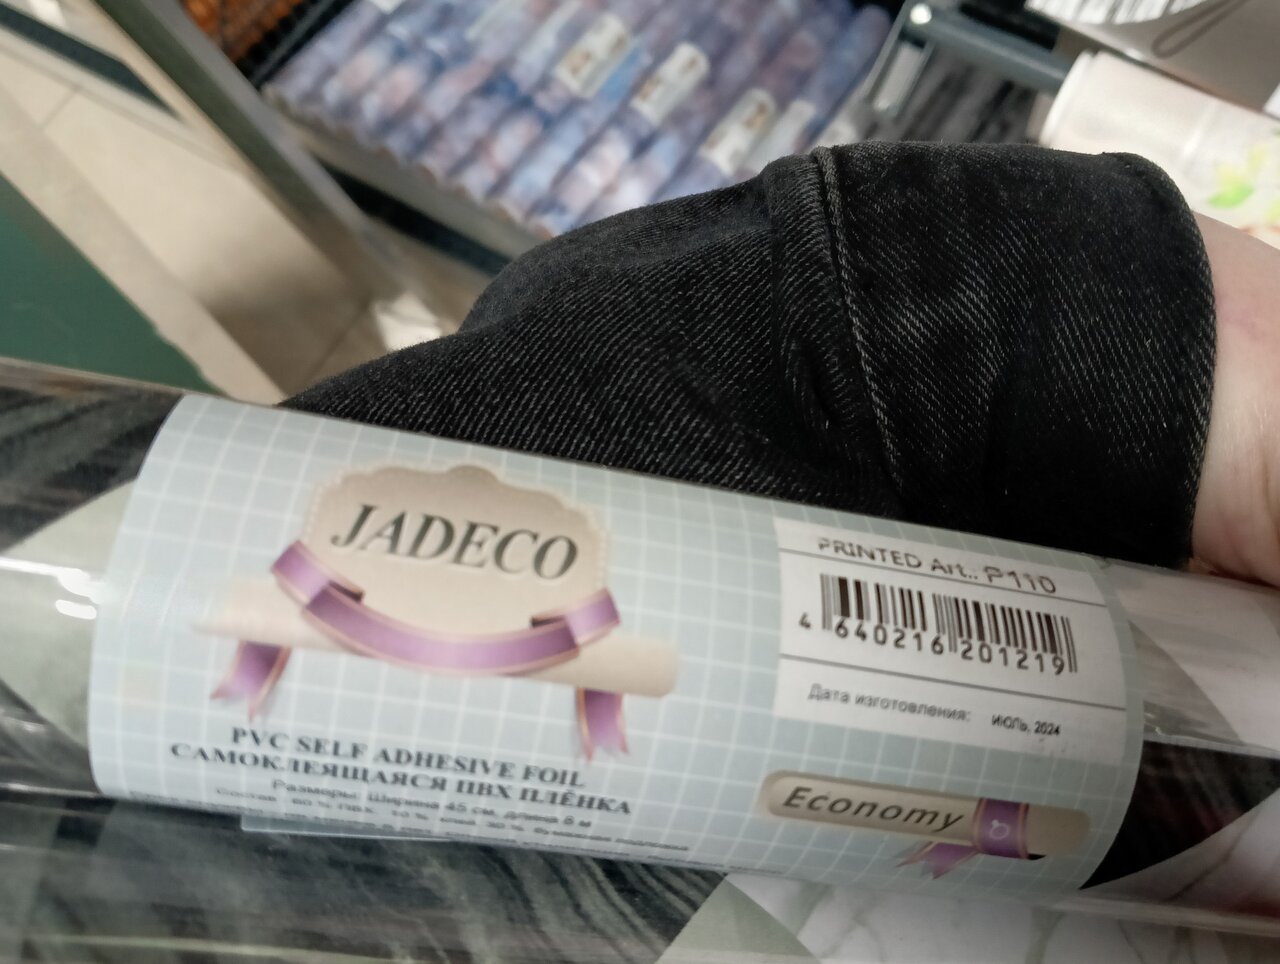 JADECO
PVC SELF ADHESIVE FOIL
САМОКЛЕЯЩАЯСЯ ПВХ ПЛЁНКА
Размеры: Ширина 45 см, длина 8 м
PRINTED Art.: P110
4 640216 201219
Дата изготовления: ИЮЛЬ, 2024
Economy